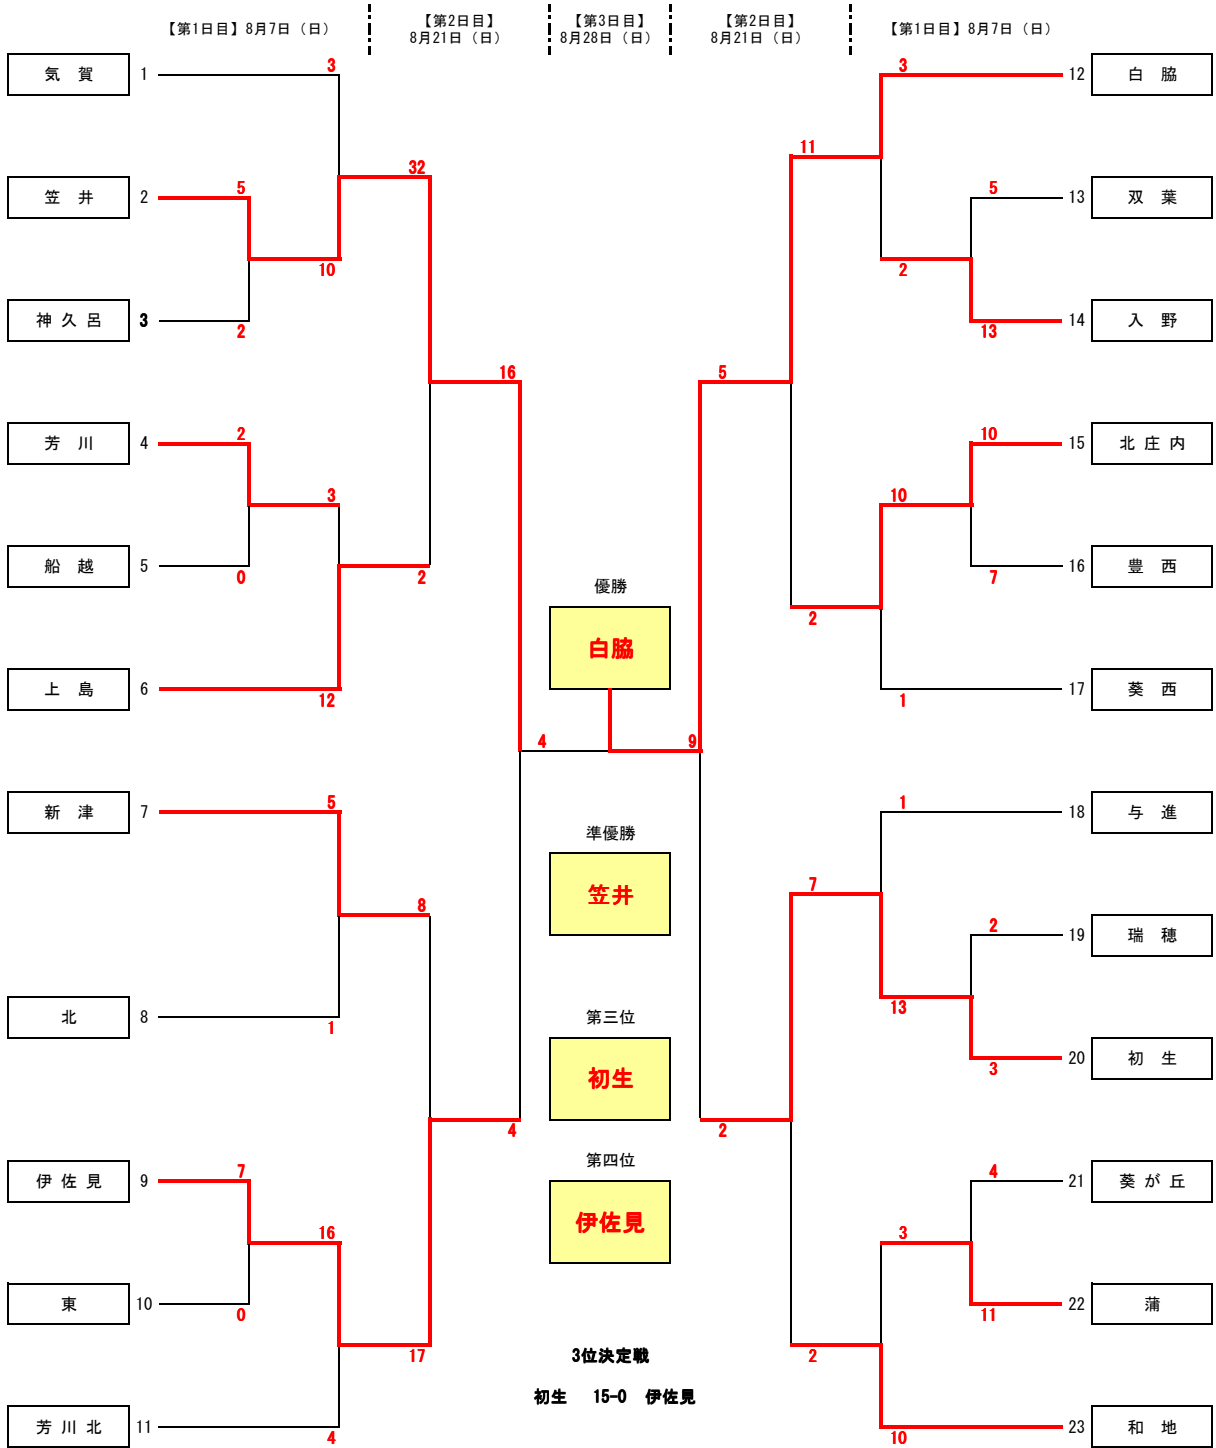 【第1日目】8月7日（日）
【第2日目】
8月21日（日）
【第3日目】
8月28日（日）
【第2日目】
8月21日（日）
【第1日目】8月7日（日）
気　賀 1 3
3 12 白　脇
11
32
笠　井 2 5
5 13 双　葉
10
2
神 久 呂 3 2
13 14 入　野
16
5
芳　川 4 2
10 15 北 庄 内
3
10
船　越 5 0
2
7 16 豊　西
優勝
2
白脇
上　島 6 12
1 17 葵　西
4 9
新　津 7 5
1 18 与　進
準優勝
笠井
8
7
2 19 瑞　穂
北 8 1
13
第三位
初生
3 20 初　生
4
2
第四位
伊佐見
伊 佐 見 9 7
4 21 葵 が 丘
16
3
東 10 0
11 22 蒲
17
3位決定戦
2
初生 15-0 伊佐見
芳 川 北 11 4
10 23 和　地